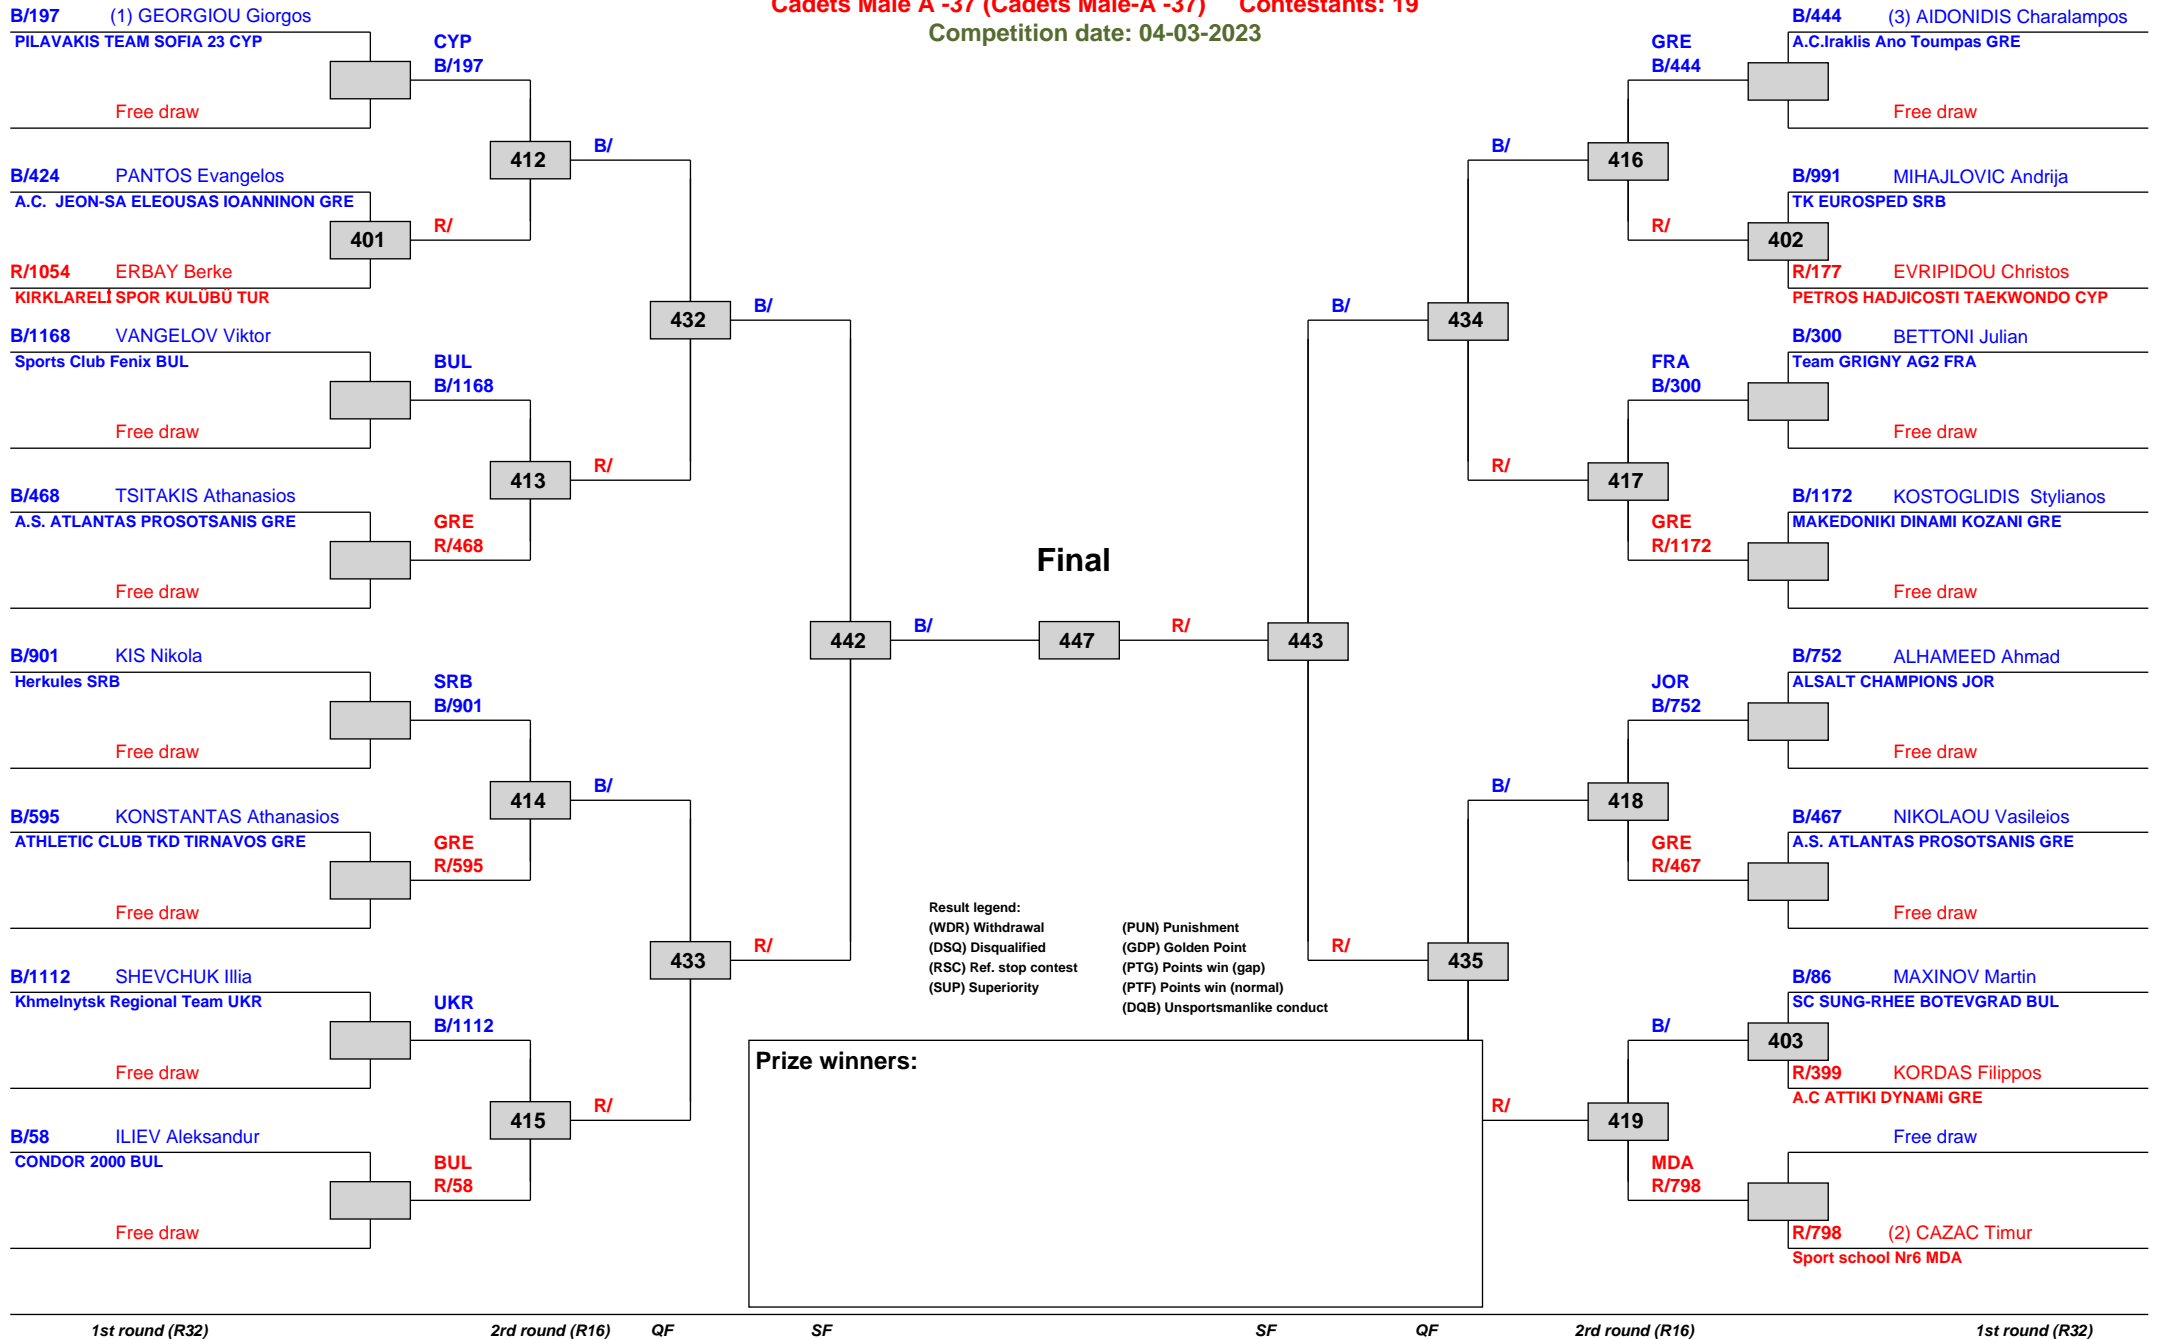 Cadets Male A -37 (Cadets Male-A -37) Contestants: 19
Competition date: 04-03-2023
B/197 (1) GEORGIOU Giorgos
PILAVAKIS TEAM SOFIA 23 CYP
Free draw
B/424 PANTOS Evangelos
A.C. JEON-SA ELEOUSAS IOANNINON GRE
401
R/1054 ERBAY Berke
KIRKLARELİ SPOR KULÜBÜ TUR
B/1168 VANGELOV Viktor
Sports Club Fenix BUL
Free draw
B/468 TSITAKIS Athanasios
A.S. ATLANTAS PROSOTSANIS GRE
Free draw
B/901 KIS Nikola
Herkules SRB
Free draw
B/595 KONSTANTAS Athanasios
ATHLETIC CLUB TKD TIRNAVOS GRE
Free draw
B/1112 SHEVCHUK Illia
Khmelnytsk Regional Team UKR
Free draw
B/58 ILIEV Aleksandur
CONDOR 2000 BUL
Free draw
CYP
B/197
412
R/
BUL
B/1168
413
GRE
R/468
SRB
B/901
414
GRE
R/595
UKR
B/1112
415
BUL
R/58
B/
432
R/
B/
433
R/
B/
442
R/
Final
B/
447
R/
443
B/
R/
B/
434
R/
B/
435
R/
GRE
B/444
416
R/
FRA
B/300
417
GRE
R/1172
JOR
B/752
418
GRE
R/467
B/
419
MDA
R/798
B/444 (3) AIDONIDIS Charalampos
A.C.Iraklis Ano Toumpas GRE
Free draw
B/991 MIHAJLOVIC Andrija
TK EUROSPED SRB
402
R/177 EVRIPIDOU Christos
PETROS HADJICOSTI TAEKWONDO CYP
B/300 BETTONI Julian
Team GRIGNY AG2 FRA
Free draw
B/1172 KOSTOGLIDIS Stylianos
MAKEDONIKI DINAMI KOZANI GRE
Free draw
B/752 ALHAMEED Ahmad
ALSALT CHAMPIONS JOR
Free draw
B/467 NIKOLAOU Vasileios
A.S. ATLANTAS PROSOTSANIS GRE
Free draw
B/86 MAXINOV Martin
SC SUNG-RHEE BOTEVGRAD BUL
403
R/399 KORDAS Filippos
A.C ATTIKI DYNAMi GRE
Free draw
R/798 (2) CAZAC Timur
Sport school Nr6 MDA
Result legend:
(WDR) Withdrawal (PUN) Punishment
(DSQ) Disqualified (GDP) Golden Point
(RSC) Ref. stop contest (PTG) Points win (gap)
(SUP) Superiority (PTF) Points win (normal)
(DQB) Unsportsmanlike conduct
Prize winners:
1st round (R32) 2rd round (R16) QF SF SF QF 2rd round (R16) 1st round (R32)